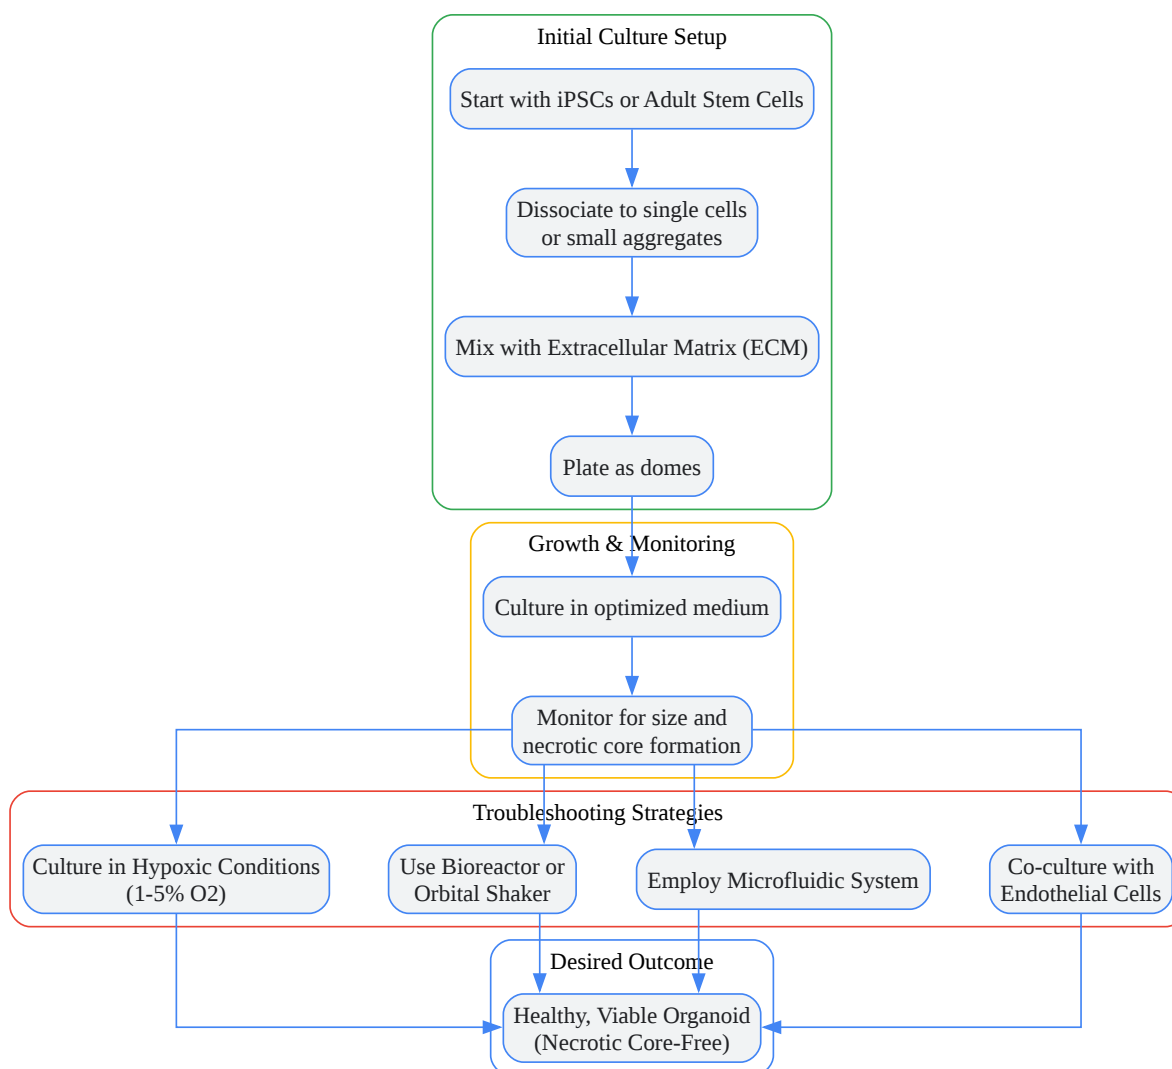 Initial Culture Setup
Start with iPSCs or Adult Stem Cells
Dissociate to single cells
or small aggregates
Mix with Extracellular Matrix (ECM)
Plate as domes
Growth & Monitoring
Culture in optimized medium
Monitor for size and
necrotic core formation
Troubleshooting Strategies
Culture in Hypoxic Conditions
(1-5% O2)
Use Bioreactor or
Orbital Shaker
Employ Microfluidic System
Co-culture with
Endothelial Cells
Desired Outcome
Healthy, Viable Organoid
(Necrotic Core-Free)